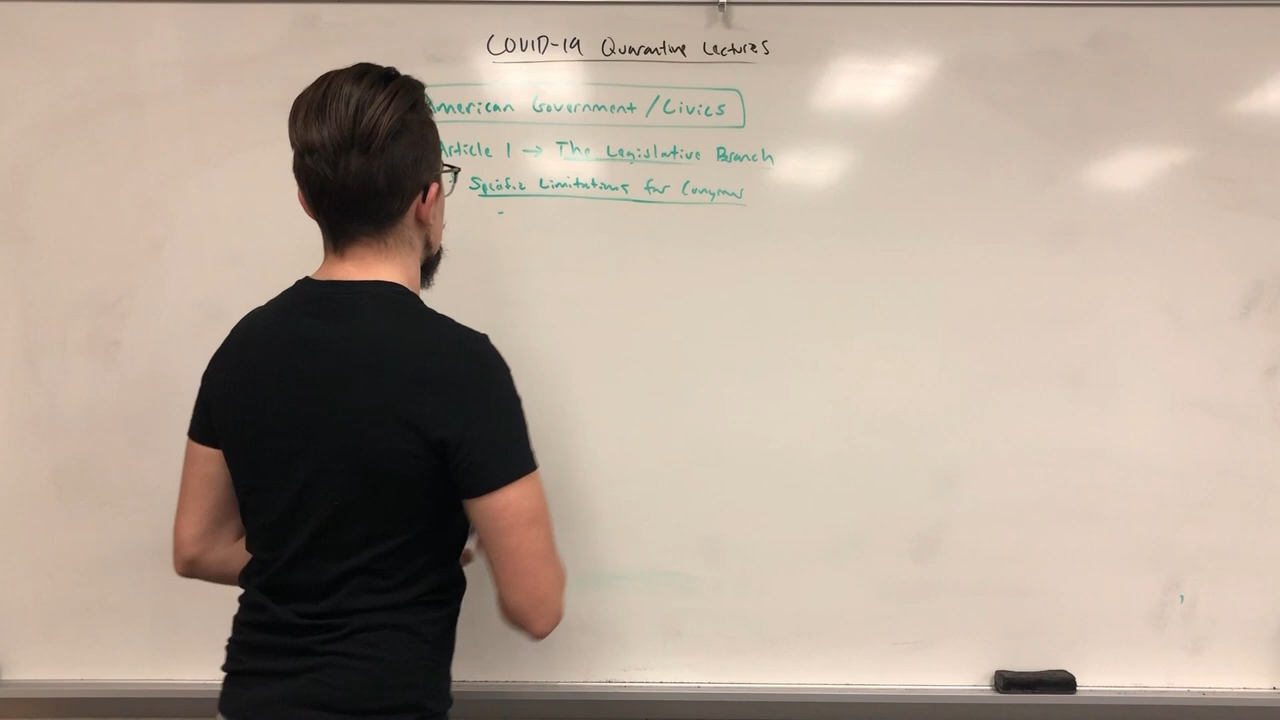 COVID-19 Quarantine Lectures
American Government / Civics
Article 1 → The Legislative Branch
Specific Limitations for Congress